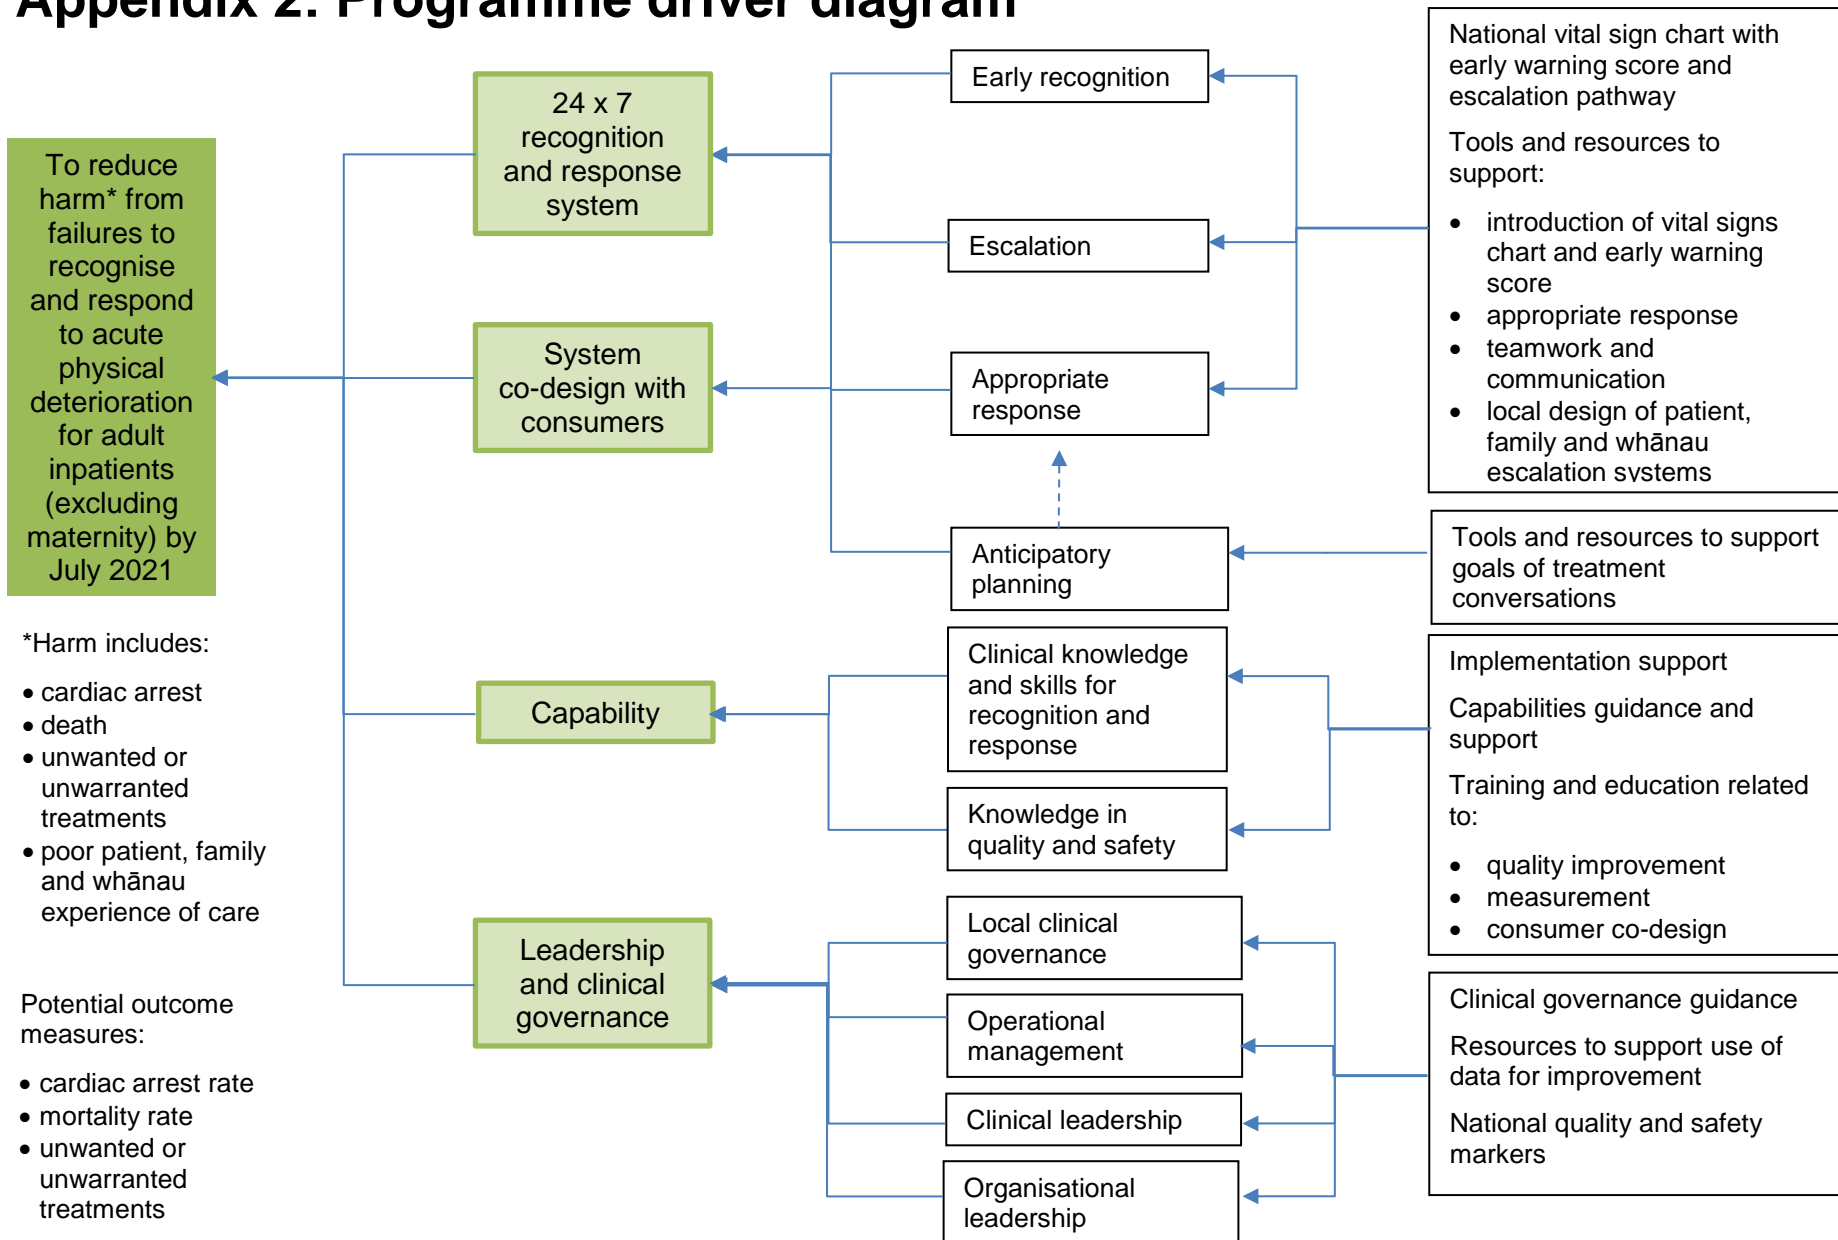 Appendix 2: Programme driver diagram
To reduce
harm* from
failures to
recognise
and respond
to acute
physical
deterioration
for adult
inpatients
(excluding
maternity) by
July 2021
*Harm includes:
• cardiac arrest
• death
• unwanted or
unwarranted
treatments
• poor patient, family
and whānau
experience of care
Potential outcome
measures:
• cardiac arrest rate
• mortality rate
• unwanted or
unwarranted
treatments
24 x 7
recognition
and response
system
System
co-design with
consumers
Capability
Leadership
and clinical
governance
Early recognition
Escalation
Appropriate
response
Anticipatory
planning
Clinical knowledge
and skills for
recognition and
response
Knowledge in
quality and safety
Local clinical
governance
Operational
management
Clinical leadership
Organisational
leadership
National vital sign chart with
early warning score and
escalation pathway
Tools and resources to
support:
• introduction of vital signs
chart and early warning
score
• appropriate response
• teamwork and
communication
• local design of patient,
family and whānau
escalation systems
Tools and resources to support
goals of treatment
conversations
Implementation support
Capabilities guidance and
support
Training and education related
to:
• quality improvement
• measurement
• consumer co-design
Clinical governance guidance
Resources to support use of
data for improvement
National quality and safety
markers